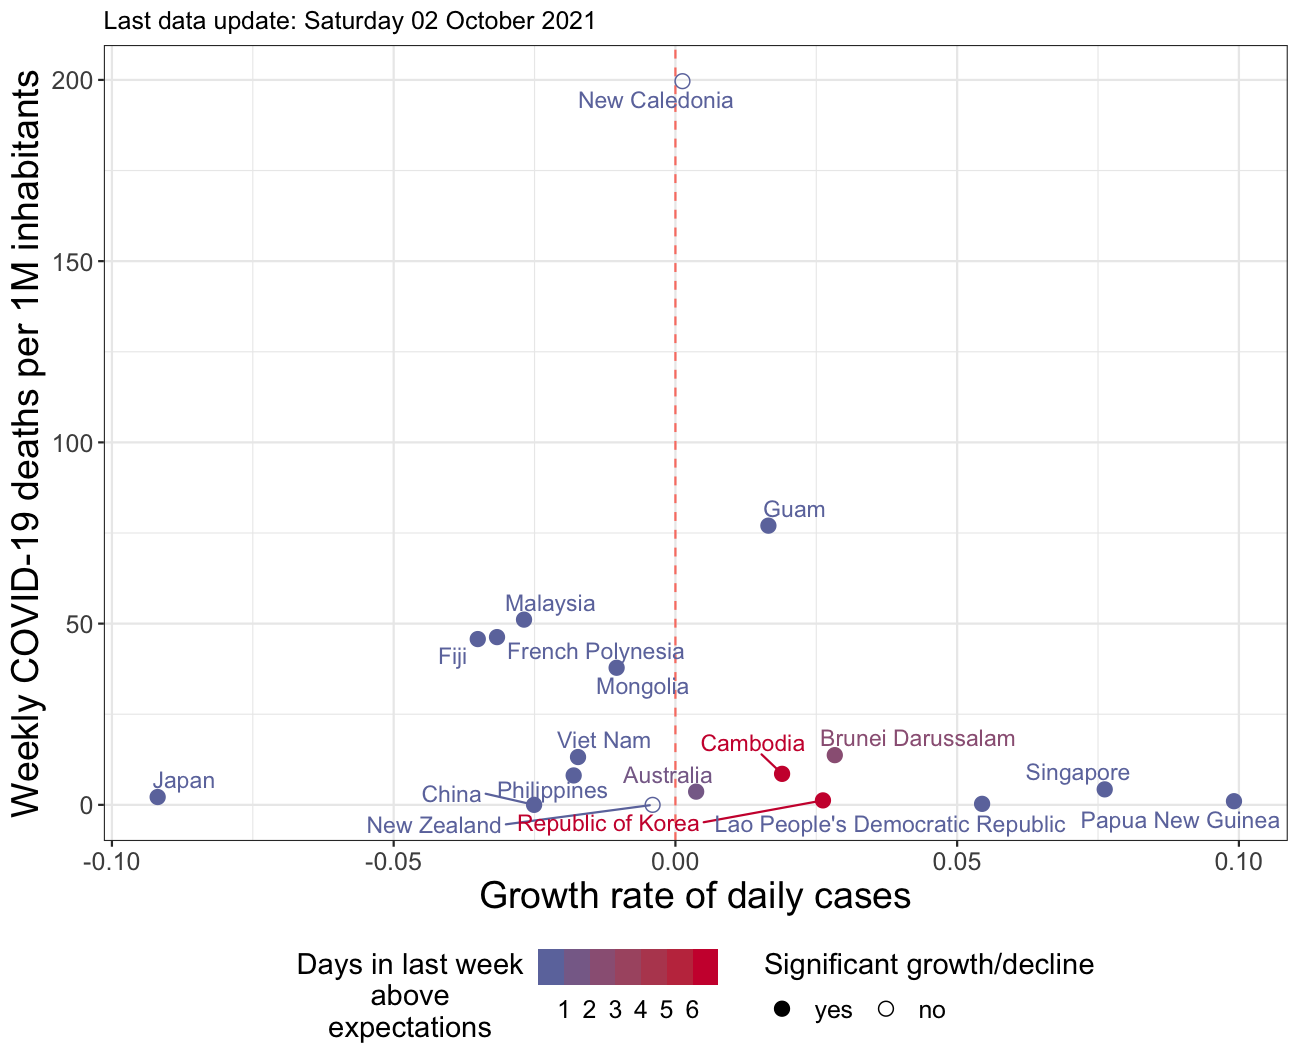 Last data update: Saturday 02 October 2021
Weekly COVID-19 deaths per 1M inhabitants
200
150
100
50
0
New Caledonia
Guam
Malaysia
Fiji
French Polynesia
Mongolia
Viet Nam
Cambodia
Brunei Darussalam
Japan
Australia
Singapore
China
Philippines
New Zealand
Republic of Korea
Lao People's Democratic Republic
Papua New Guinea
-0.10 -0.05 0.00 0.05 0.10
Growth rate of daily cases
Days in last week
above
expectations
1 2 3 4 5 6
Significant growth/decline
yes no